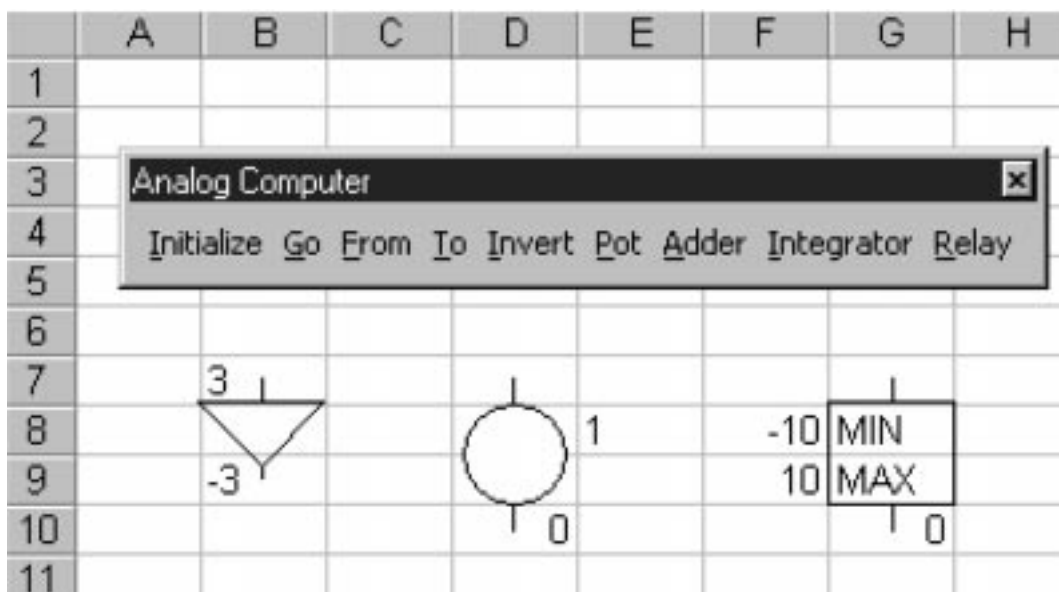 A B C D E F G H
1
2
3 Analog Computer
4 Initialize Go From To Invert Pot Adder Integrator Relay
5
6
7 3
8 1 -10 MIN
9 -3 10 MAX
10 0 0
11